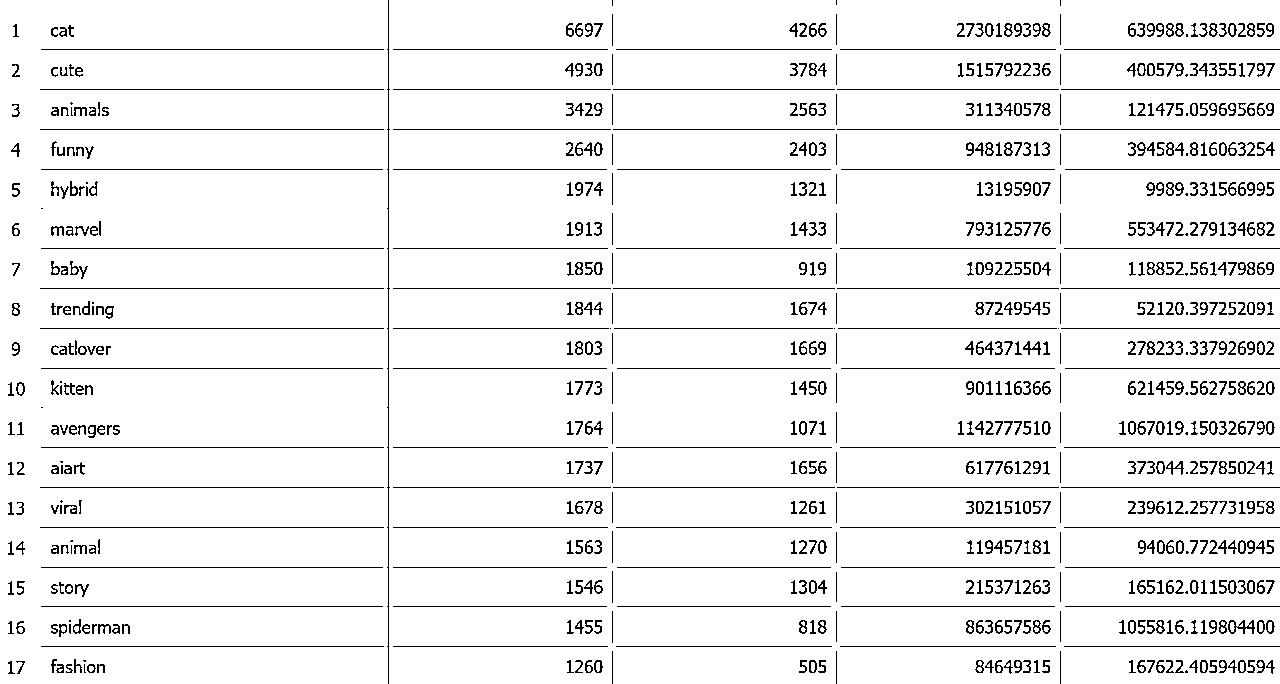 1 cat 6697 4266 2730189398 639988.138302859
2 cute 4930 3784 1515792236 400579.343551797
3 animals 3429 2563 311340578 121475.059695669
4 funny 2640 2403 948187313 394584.816063254
5 hybrid 1974 1321 13195907 9989.331566995
6 marvel 1913 1433 793125776 553472.279134682
7 baby 1850 919 109225504 118852.561479869
8 trending 1844 1674 87249545 52120.397252091
9 catlover 1803 1669 464371441 278233.337926902
10 kitten 1773 1450 901116366 621459.562758620
11 avengers 1764 1071 1142777510 1067019.150326790
12 aiart 1737 1656 617761291 373044.257850241
13 viral 1678 1261 302151057 239612.257731958
14 animal 1563 1270 119457181 94060.772440945
15 story 1546 1304 215371263 165162.011503067
16 spiderman 1455 818 863657586 1055816.119804400
17 fashion 1260 505 84649315 167622.405940594